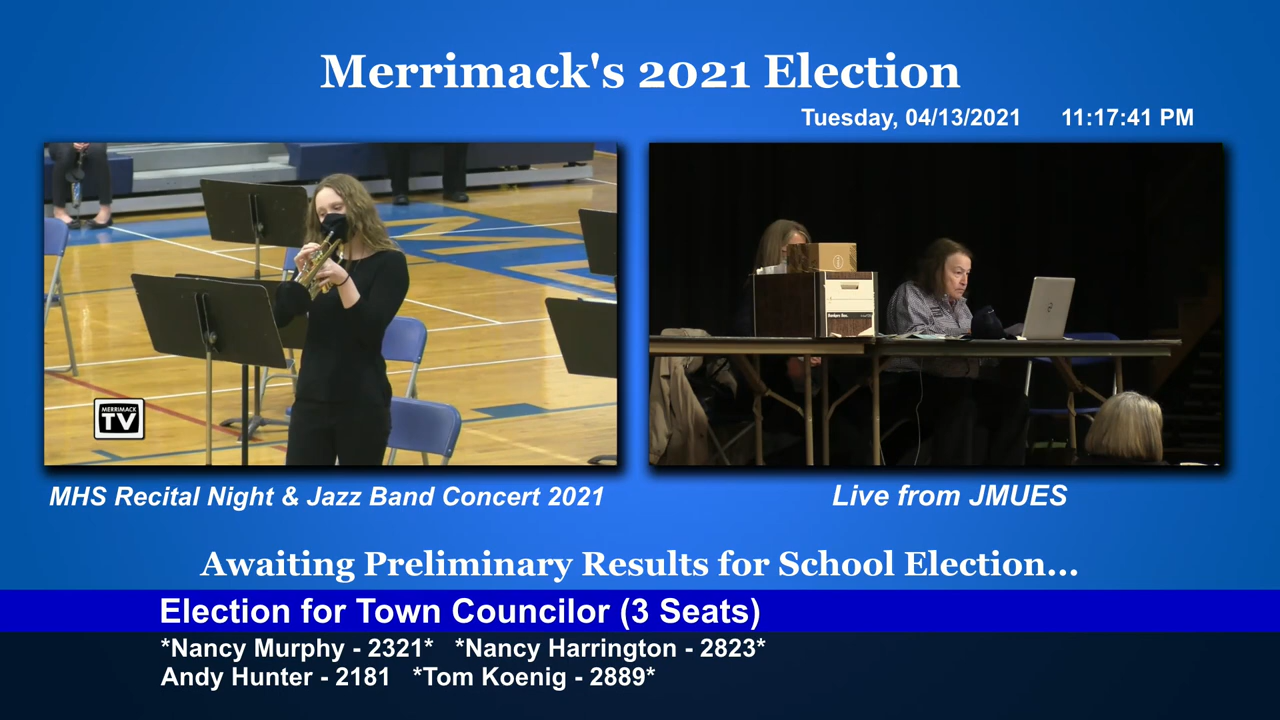 Merrimack's 2021 Election
Tuesday, 04/13/2021 11:17:41 PM
MERRIMACK
TV
MHS Recital Night & Jazz Band Concert 2021
Live from JMUES
Awaiting Preliminary Results for School Election...
Election for Town Councilor (3 Seats)
*Nancy Murphy - 2321* *Nancy Harrington - 2823*
Andy Hunter - 2181 *Tom Koenig - 2889*